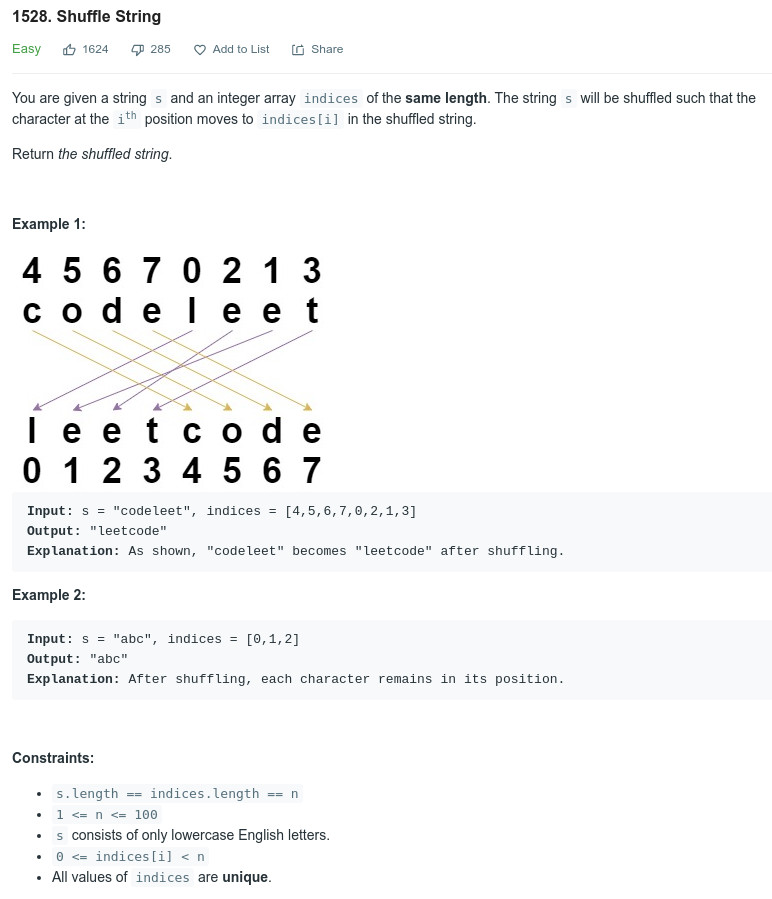 1528. Shuffle String
Easy 1624 285 Add to List Share
You are given a string s and an integer array indices of the same length. The string s will be shuffled such that the
character at the iᵗʰ position moves to indices[i] in the shuffled string.
Return the shuffled string.
Example 1:
4 5 6 7 0 2 1 3
c o d e l e e t
l e e t c o d e
0 1 2 3 4 5 6 7
Input: s = "codeleet", indices = [4,5,6,7,0,2,1,3]
Output: "leetcode"
Explanation: As shown, "codeleet" becomes "leetcode" after shuffling.
Example 2:
Input: s = "abc", indices = [0,1,2]
Output: "abc"
Explanation: After shuffling, each character remains in its position.
Constraints:
• s.length == indices.length == n
• 1 <= n <= 100
• s consists of only lowercase English letters.
• 0 <= indices[i] < n
• All values of indices are unique.